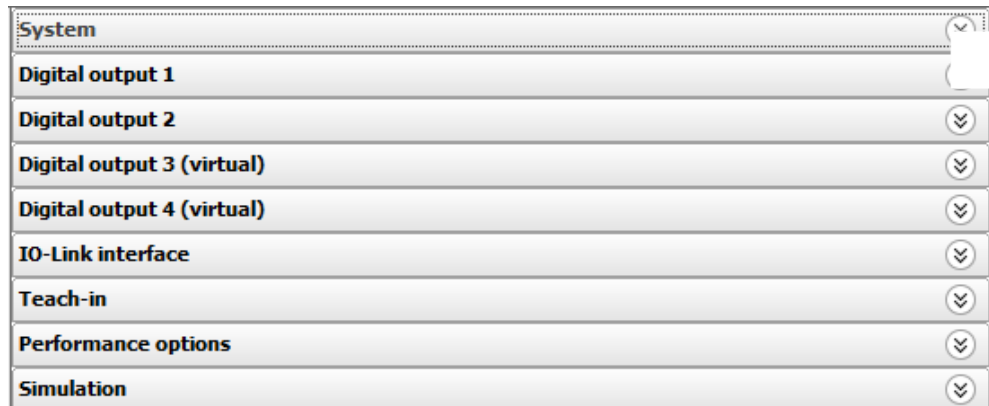 System
Digital output 1
Digital output 2
Digital output 3 (virtual)
Digital output 4 (virtual)
IO-Link interface
Teach-in
Performance options
Simulation